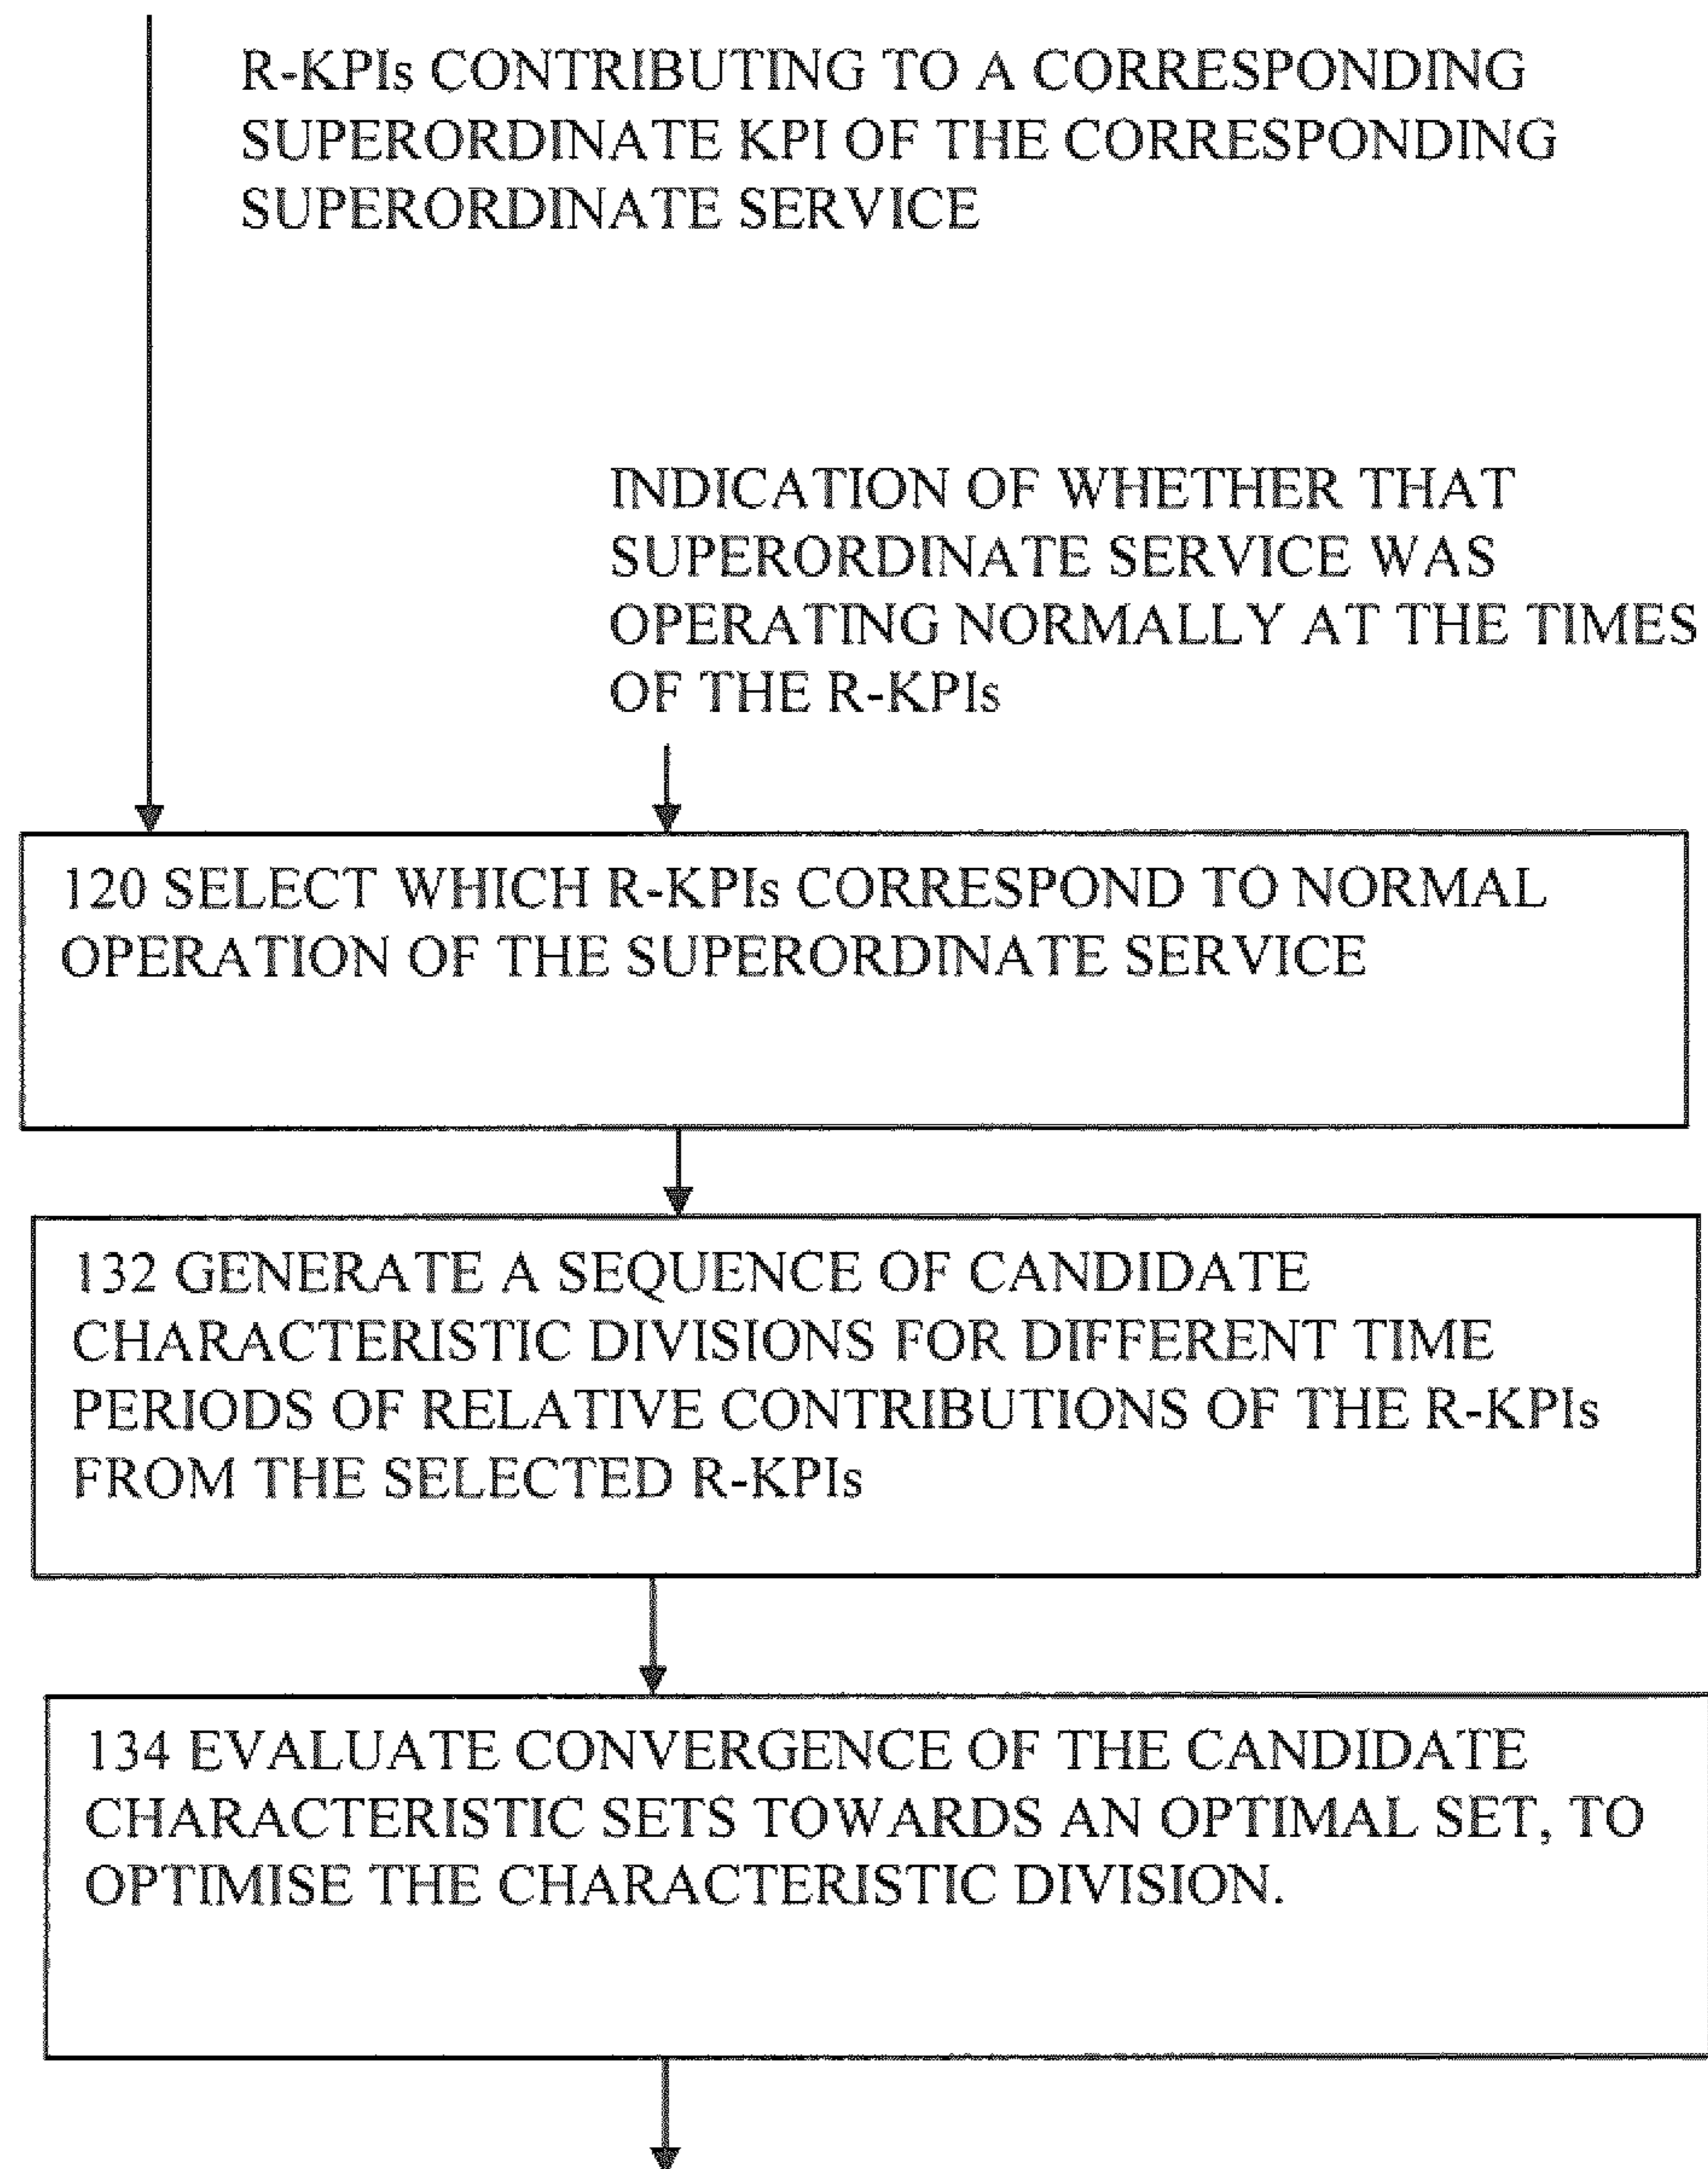 R-KPIs CONTRIBUTING TO A CORRESPONDING
SUPERORDINATE KPI OF THE CORRESPONDING
SUPERORDINATE SERVICE
INDICATION OF WHETHER THAT
SUPERORDINATE SERVICE WAS
OPERATING NORMALLY AT THE TIMES
OF THE R-KPIs
120 SELECT WHICH R-KPIs CORRESPOND TO NORMAL
OPERATION OF THE SUPERORDINATE SERVICE
132 GENERATE A SEQUENCE OF CANDIDATE
CHARACTERISTIC DIVISIONS FOR DIFFERENT TIME
PERIODS OF RELATIVE CONTRIBUTIONS OF THE R-KPIs
FROM THE SELECTED R-KPIs
134 EVALUATE CONVERGENCE OF THE CANDIDATE
CHARACTERISTIC SETS TOWARDS AN OPTIMAL SET, TO
OPTIMISE THE CHARACTERISTIC DIVISION.